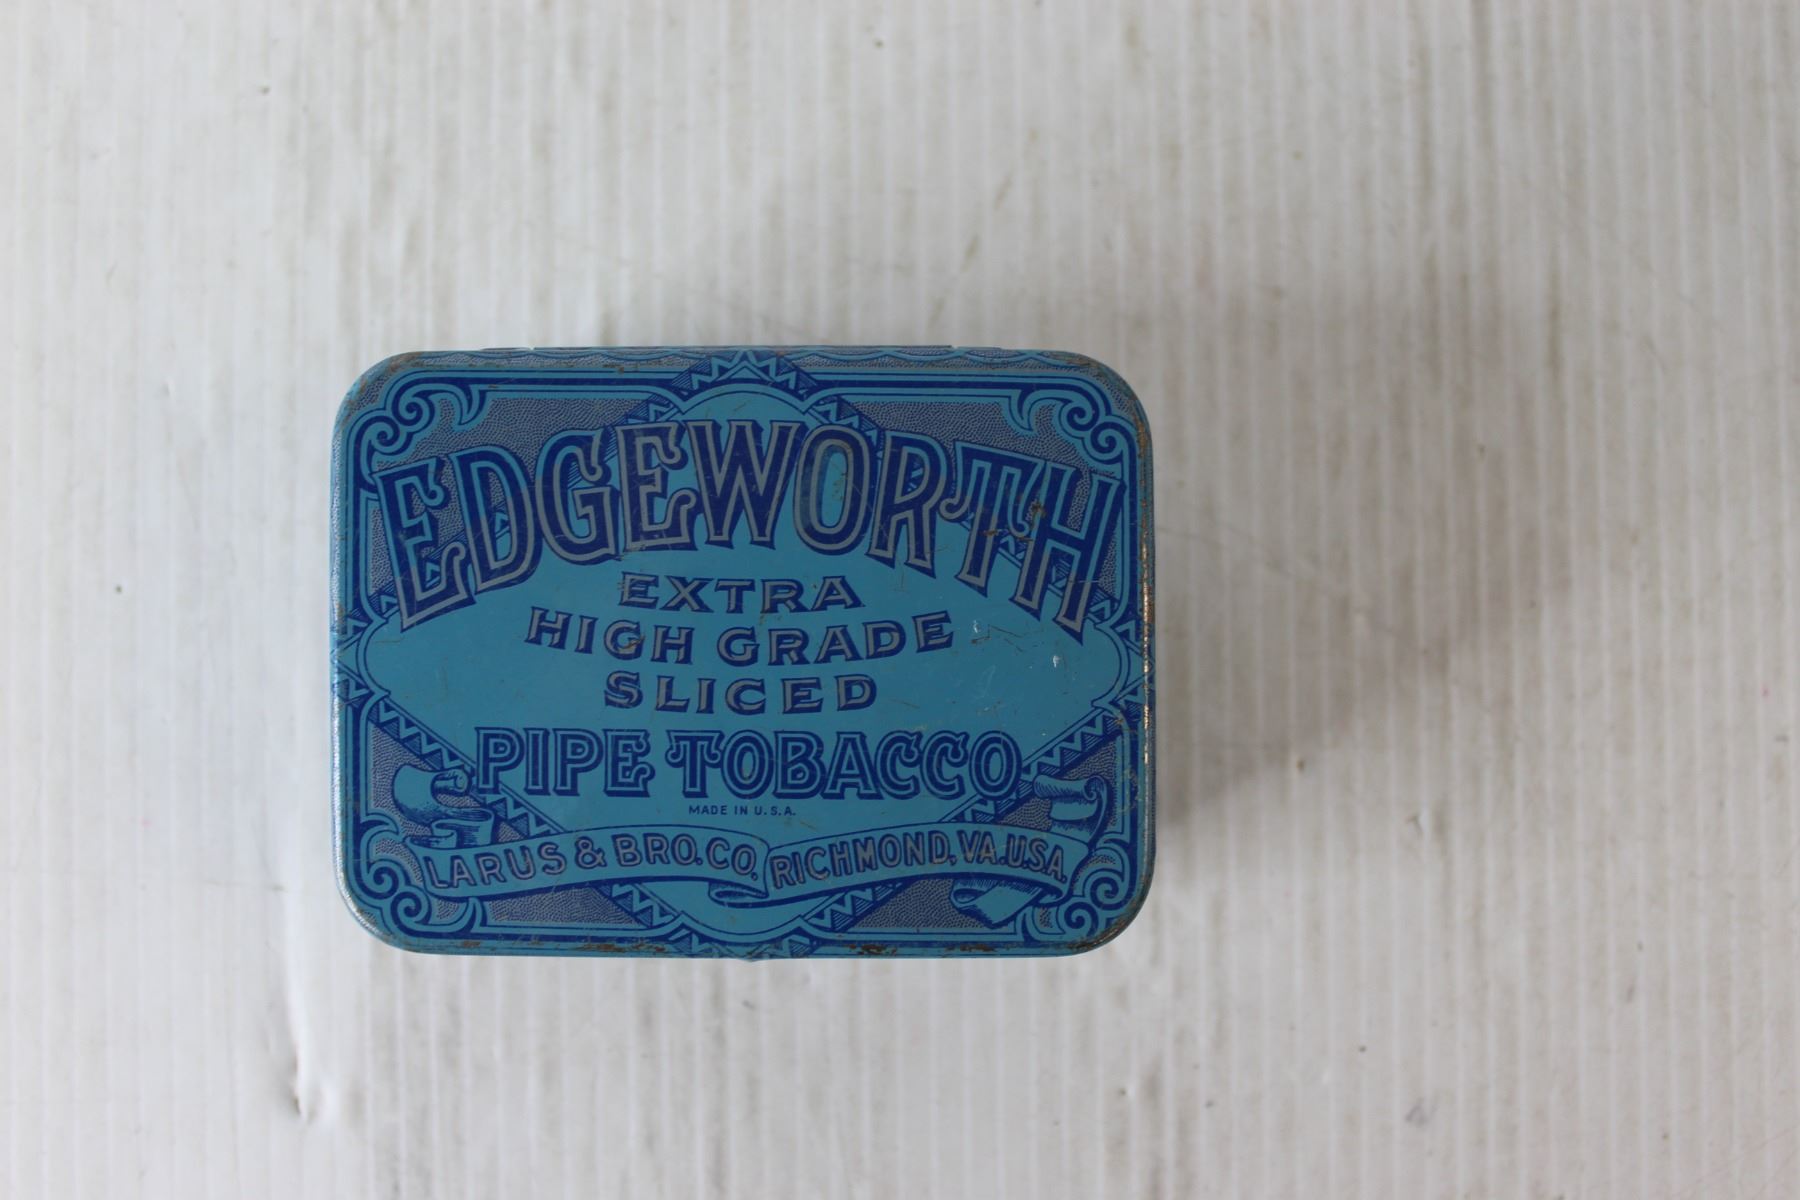 EDGEWORTH
EXTRA
HIGH GRADE
SLICED
PIPE TOBACCO
MADE IN U.S.A.
LARUS & BRO. CO. RICHMOND, VA. U.S.A.